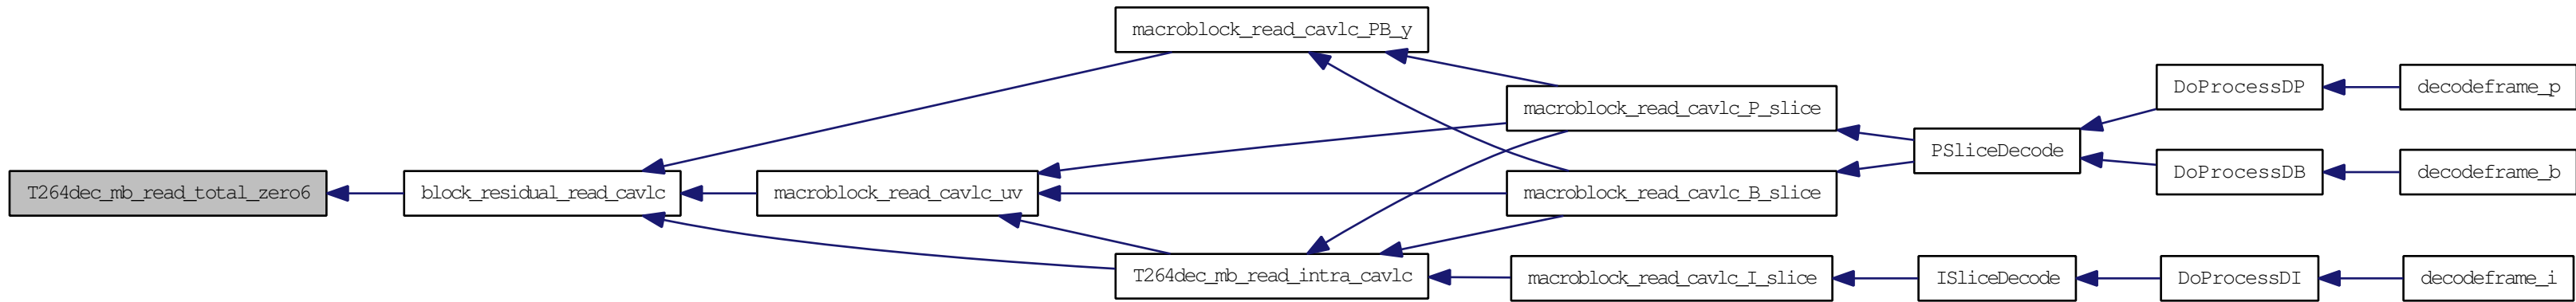 T264dec_mb_read_total_zero6
block_residual_read_cavlc
macroblock_read_cavlc_PB_y
macroblock_read_cavlc_uv
T264dec_mb_read_intra_cavlc
macroblock_read_cavlc_P_slice
macroblock_read_cavlc_B_slice
macroblock_read_cavlc_I_slice
PSliceDecode
ISliceDecode
DoProcessDP
DoProcessDB
DoProcessDI
decodeframe_p
decodeframe_b
decodeframe_i